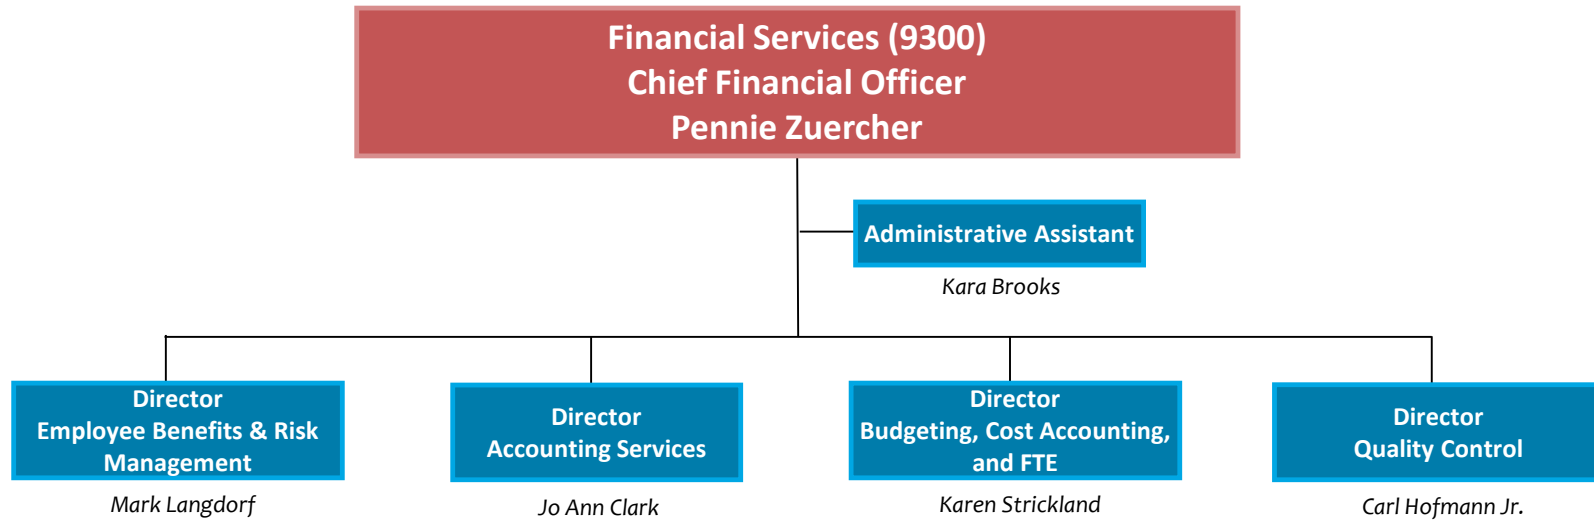 Financial Services (9300)
Chief Financial Officer
Pennie Zuercher
Administrative Assistant
Kara Brooks
Director
Employee Benefits & Risk
Management
Mark Langdorf
Director
Accounting Services
Jo Ann Clark
Director
Budgeting, Cost Accounting,
and FTE
Karen Strickland
Director
Quality Control
Carl Hofmann Jr.